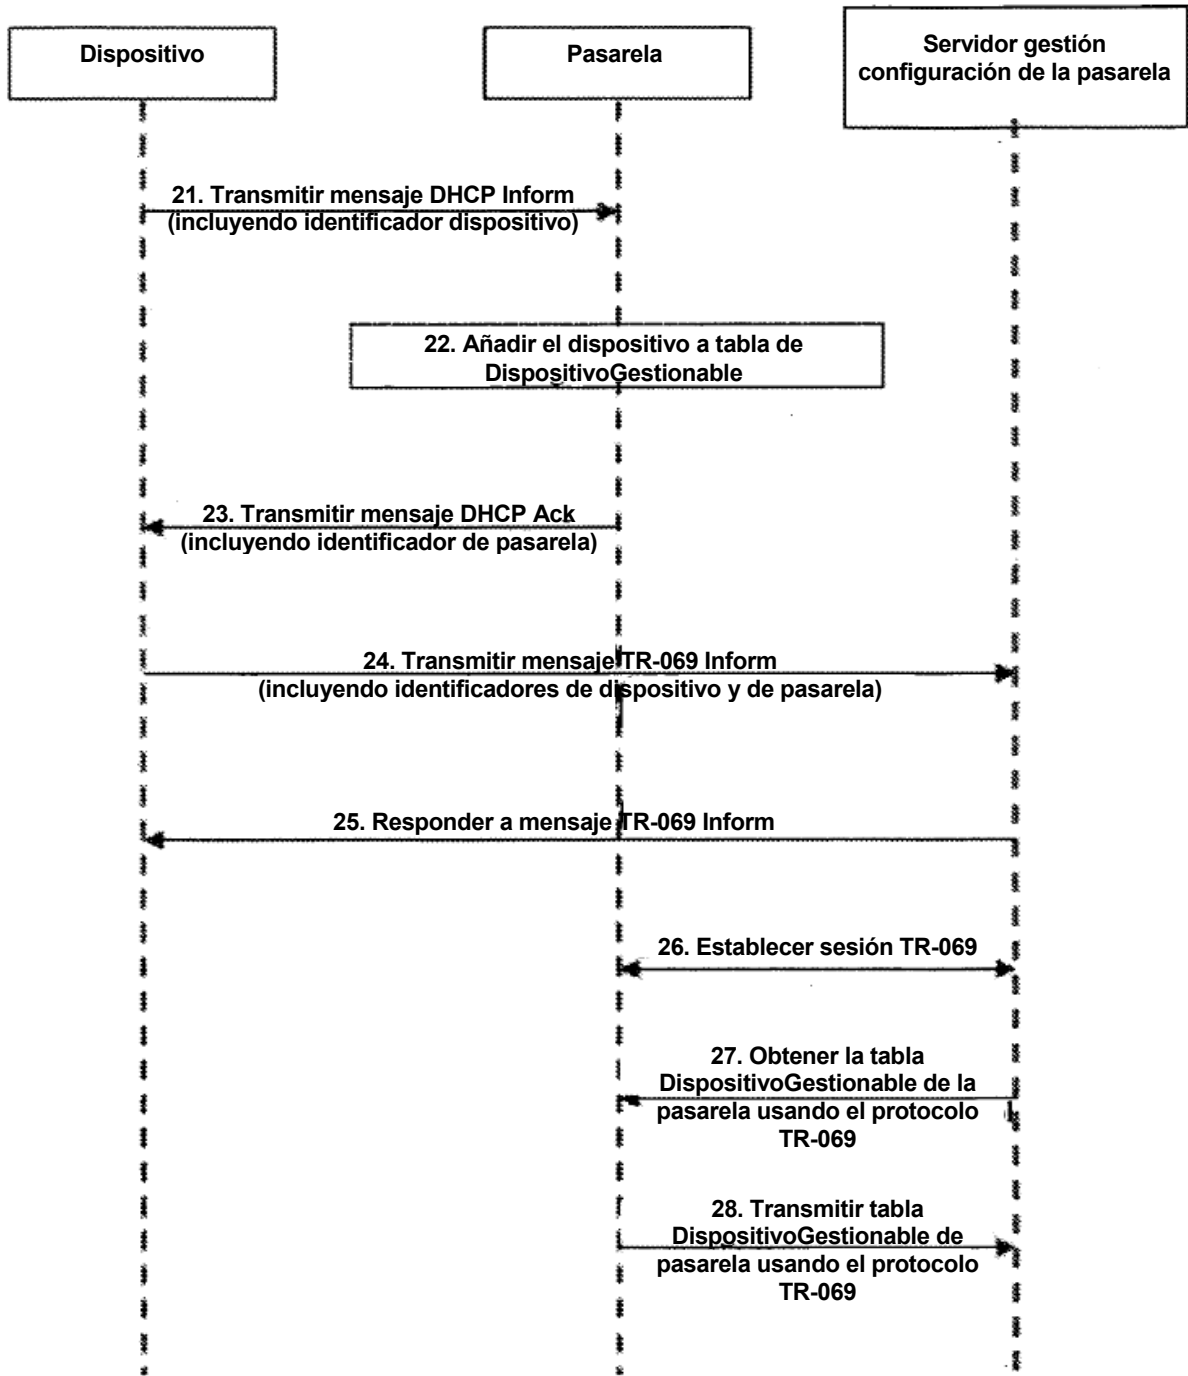 Dispositivo
Pasarela
Servidor gestión
configuración de la pasarela
21. Transmitir mensaje DHCP Inform
(incluyendo identificador dispositivo)
22. Añadir el dispositivo a tabla de
DispositivoGestionable
23. Transmitir mensaje DHCP Ack
(incluyendo identificador de pasarela)
24. Transmitir mensaje TR-069 Inform
(incluyendo identificadores de dispositivo y de pasarela)
25. Responder a mensaje TR-069 Inform
26. Establecer sesión TR-069
27. Obtener la tabla
DispositivoGestionable de la
pasarela usando el protocolo
TR-069
28. Transmitir tabla
DispositivoGestionable de
pasarela usando el protocolo
TR-069